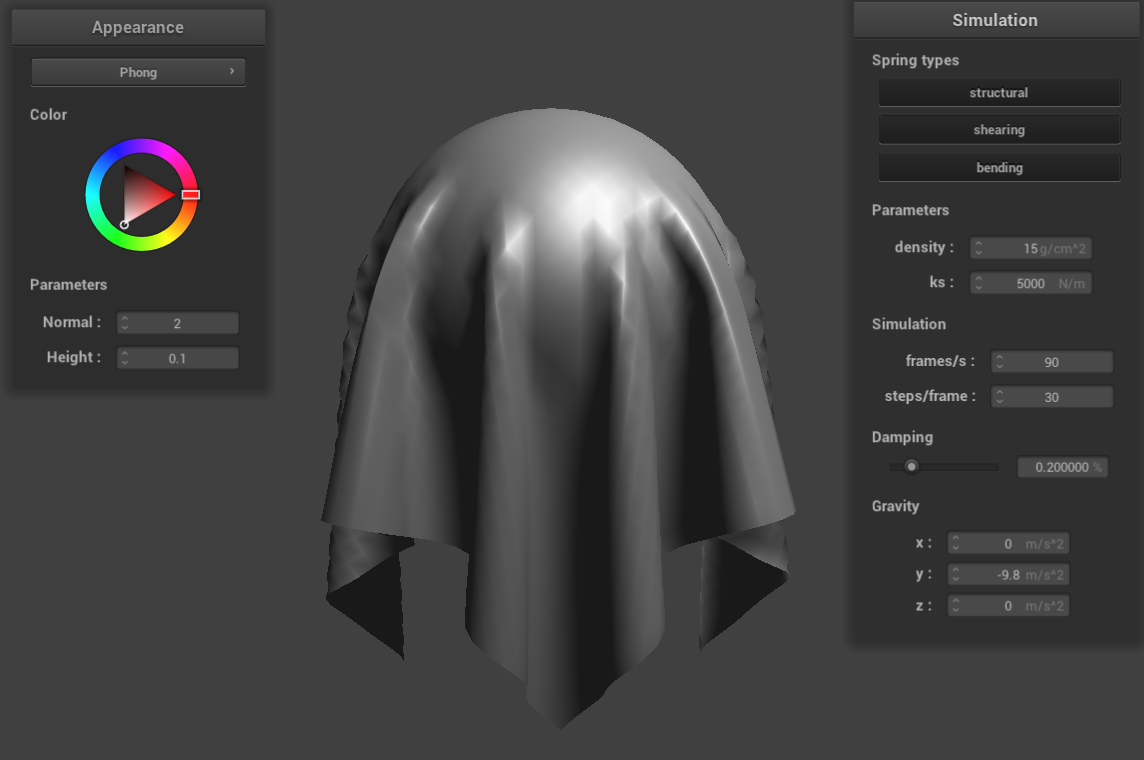 Appearance
Phong ›
Color
Parameters
Normal : 2
Height : 0.1
Simulation
Spring types
structural
shearing
bending
Parameters
density : 15 g/cm^2
ks : 5000 N/m
Simulation
frames/s : 90
steps/frame : 30
Damping
0.200000 %
Gravity
x : 0 m/s^2
y : -9.8 m/s^2
z : 0 m/s^2